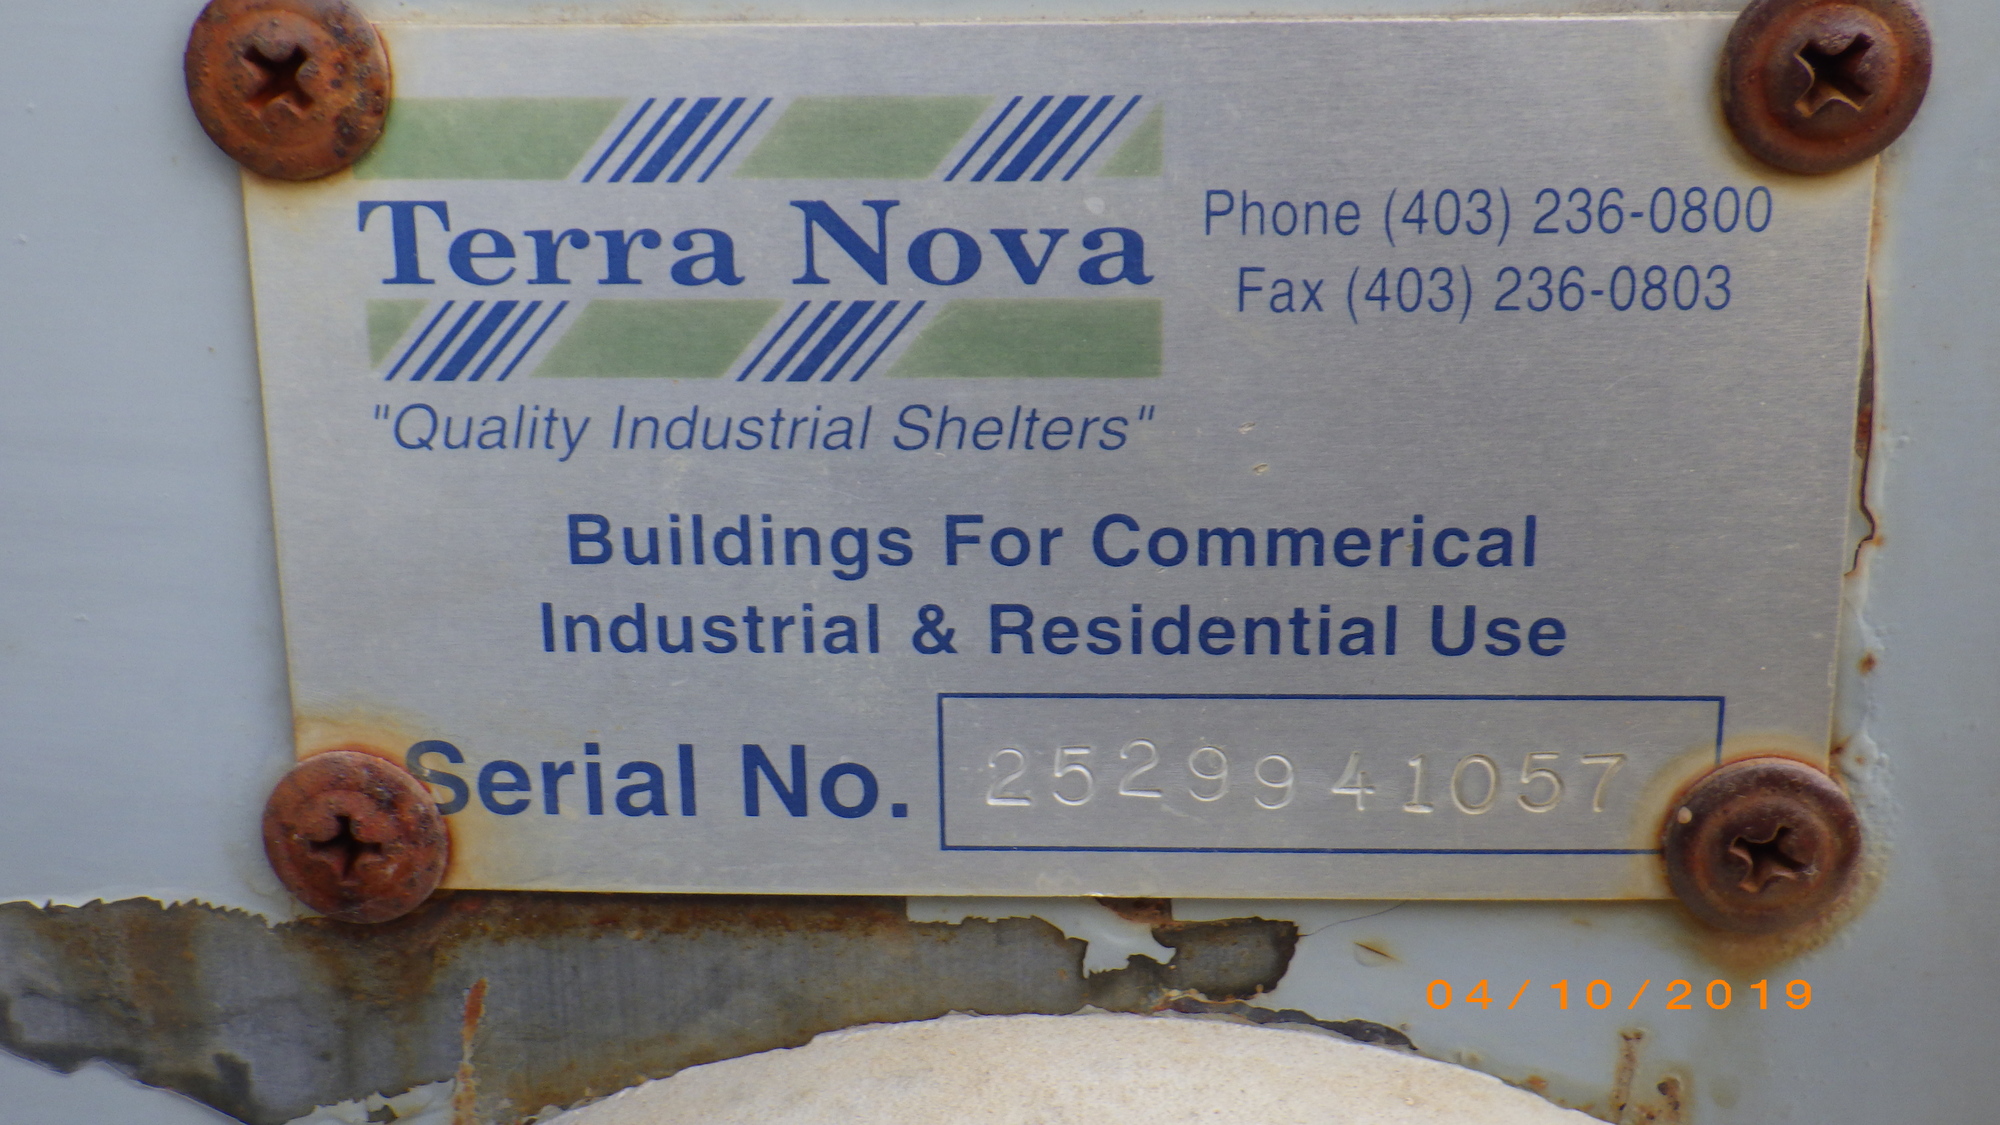 Terra Nova
"Quality Industrial Shelters"
Phone (403) 236-0800
Fax (403) 236-0803
Buildings For Commerical
Industrial & Residential Use
Serial No. 2529941057
04/10/2019